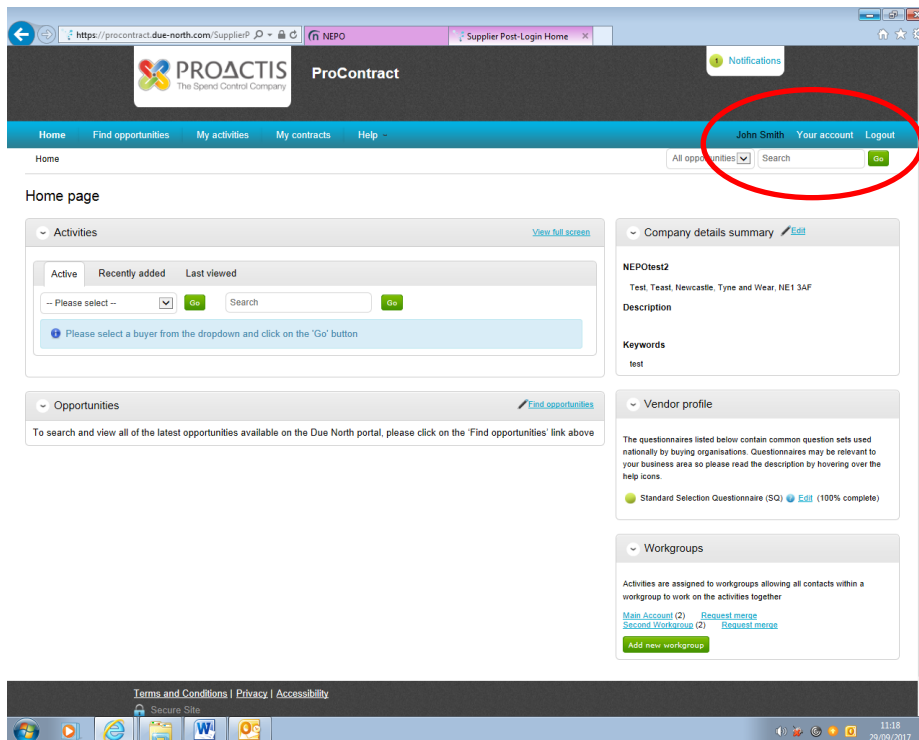 https://procontract.due-north.com/SupplierP
NEPO
Supplier Post-Login Home
PROACTIS
The Spend Control Company
ProContract
1 Notifications
Home Find opportunities My activities My contracts Help
John Smith Your account Logout
Home
All opportunities Search Go
Home page
Activities View full screen
Active Recently added Last viewed
-- Please select -- Go Search Go
Please select a buyer from the dropdown and click on the 'Go' button
Opportunities Find opportunities
To search and view all of the latest opportunities available on the Due North portal, please click on the 'Find opportunities' link above
Company details summary Edit
NEPOtest2
Test, Teast, Newcastle, Tyne and Wear, NE1 3AF
Description
Keywords
test
Vendor profile
The questionnaires listed below contain common question sets used
nationally by buying organisations. Questionnaires may be relevant to
your business area so please read the description by hovering over the
help icons.
Standard Selection Questionnaire (SQ) Edit (100% complete)
Workgroups
Activities are assigned to workgroups allowing all contacts within a
workgroup to work on the activities together
Main Account (2) Request merge
Second Workgroup (2) Request merge
Add new workgroup
Terms and Conditions | Privacy | Accessibility
Secure Site
11:18
29/09/2017